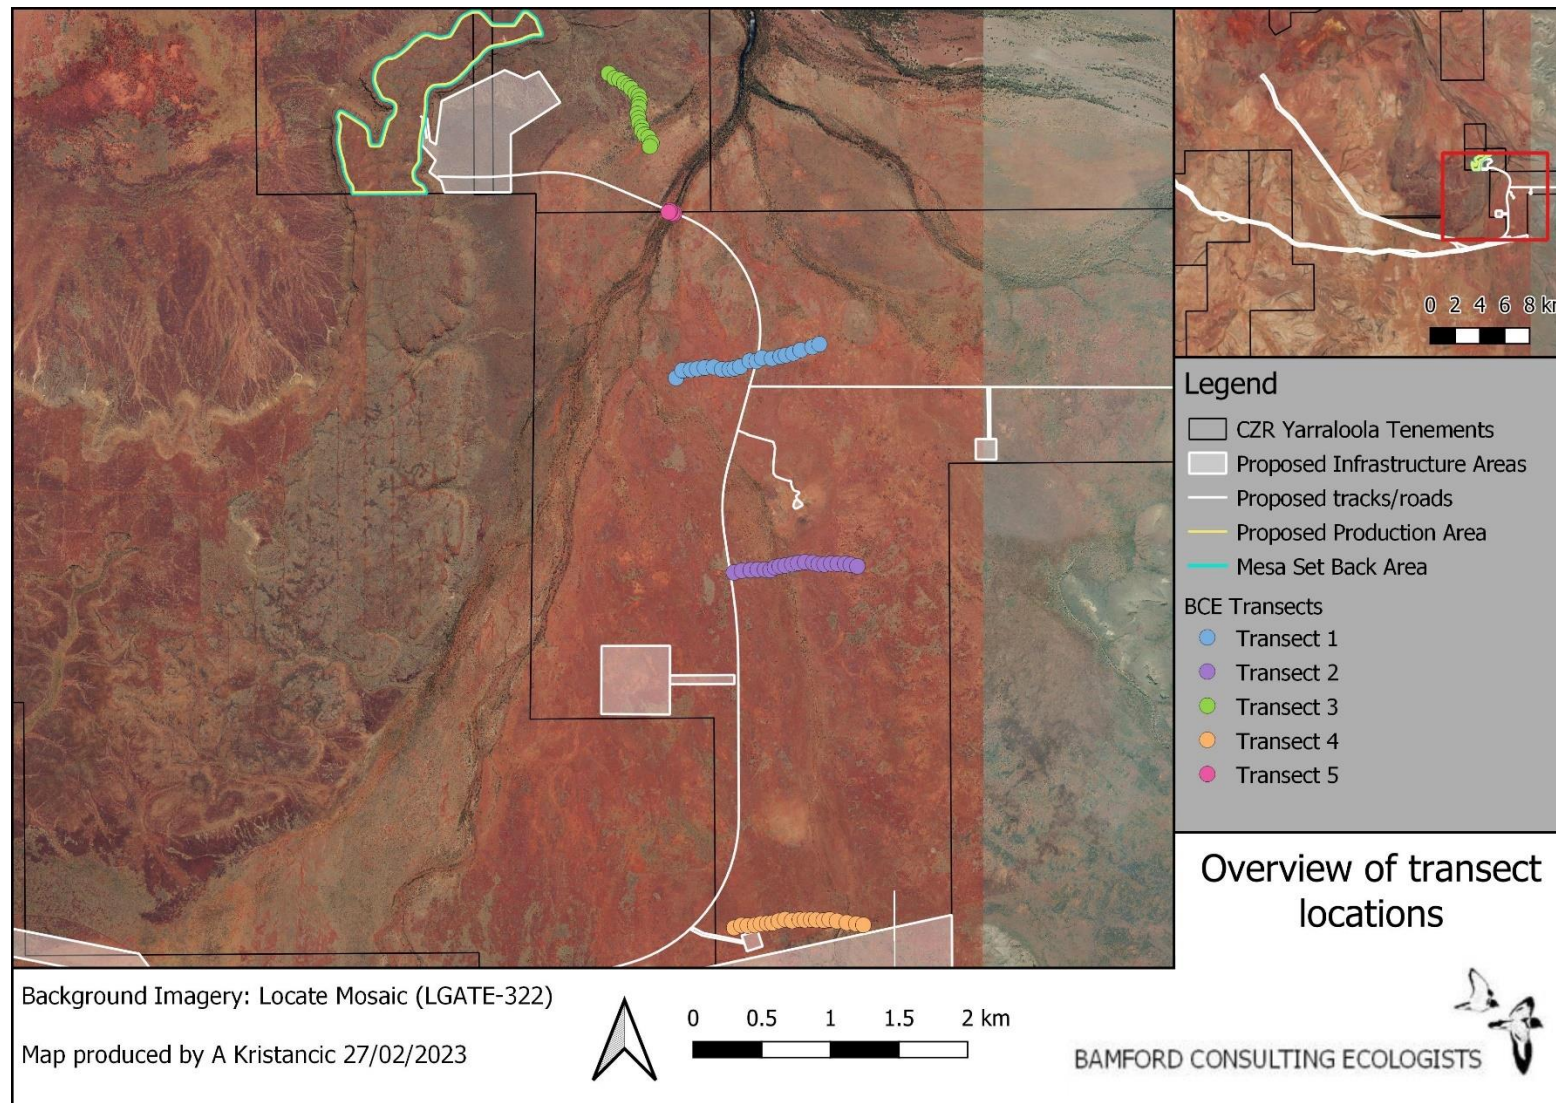 0 2 4 6 8 km
Legend
CZR Yarraloola Tenements
Proposed Infrastructure Areas
Proposed tracks/roads
Proposed Production Area
Mesa Set Back Area
BCE Transects
Transect 1
Transect 2
Transect 3
Transect 4
Transect 5
Overview of transect
locations
Background Imagery: Locate Mosaic (LGATE-322)
Map produced by A Kristancic 27/02/2023
0 0.5 1 1.5 2 km
BAMFORD CONSULTING ECOLOGISTS